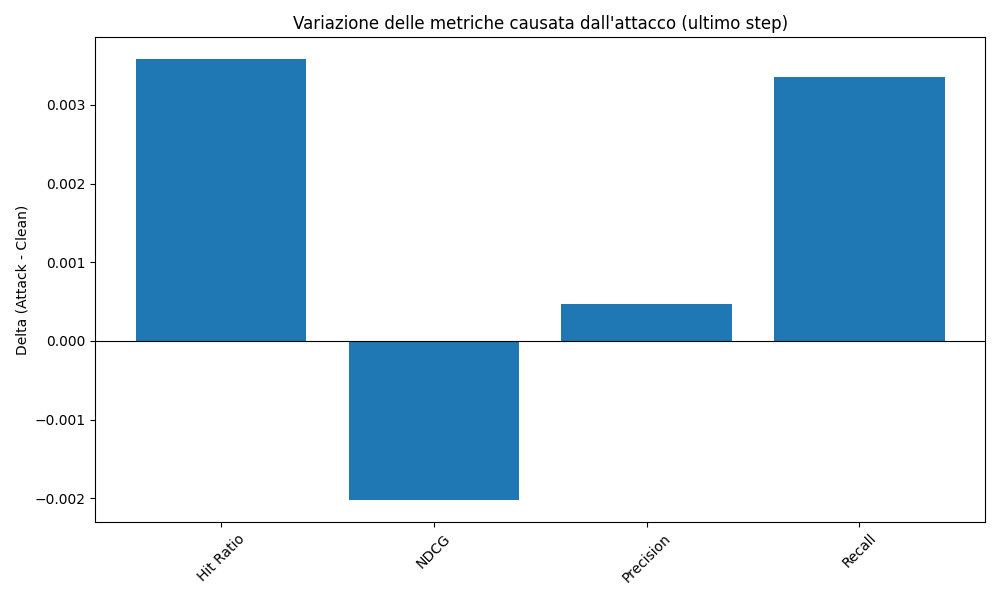 Variazione delle metriche causata dall'attacco (ultimo step)
Delta (Attack - Clean)
0.003
0.002
0.001
0.000
−0.001
−0.002
Hit Ratio
NDCG
Precision
Recall